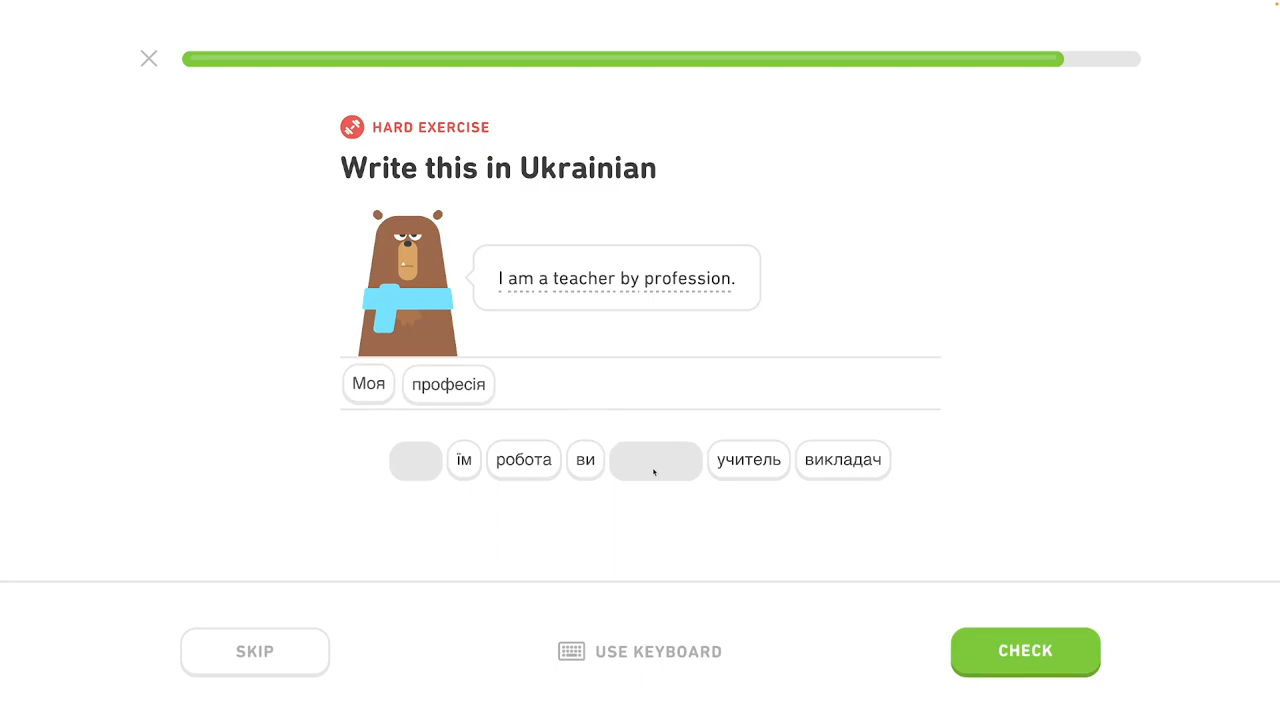 HARD EXERCISE
Write this in Ukrainian
I am a teacher by profession.
Моя професія
їм робота ви учитель викладач
SKIP USE KEYBOARD CHECK